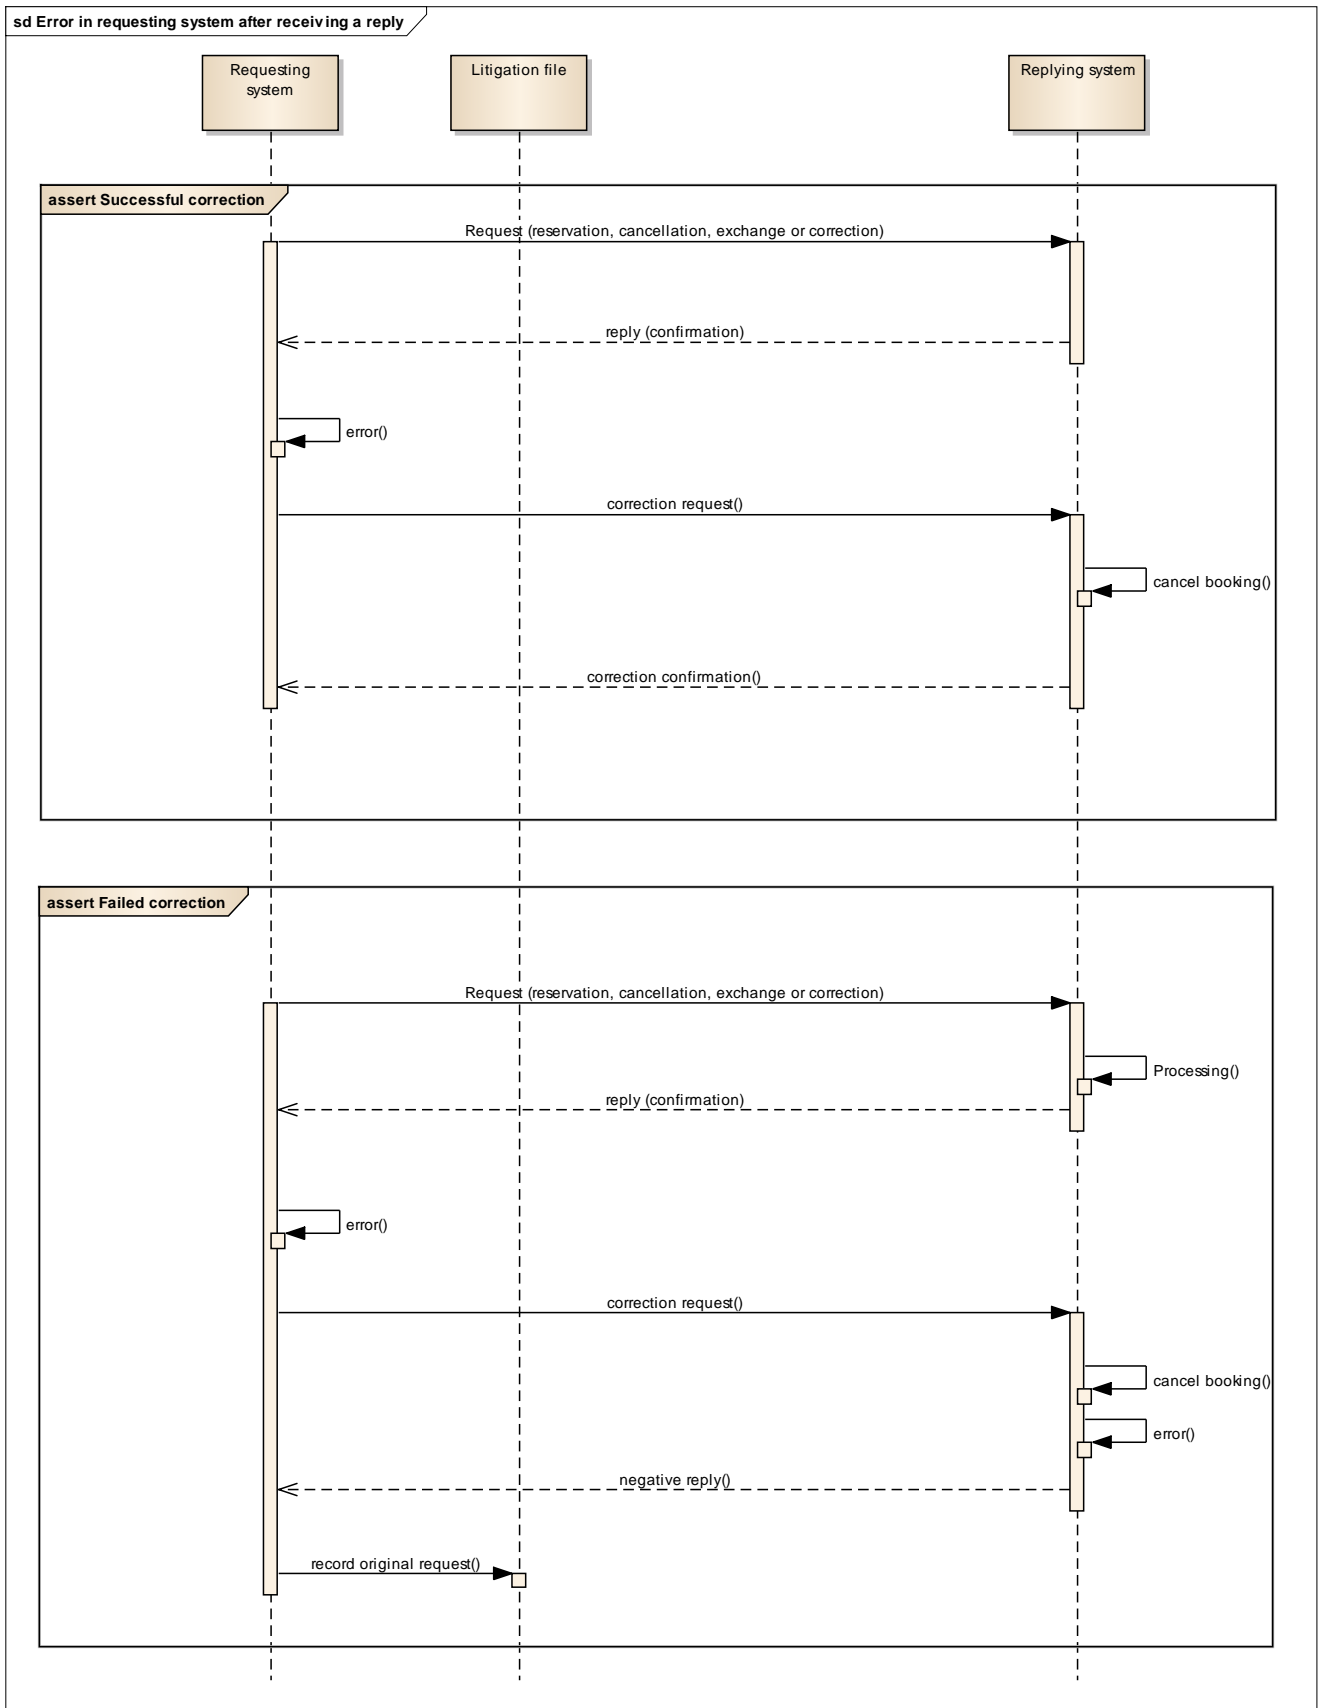 sd Error in requesting system after receiving a reply
Requesting
system
Litigation file
Replying system
assert Successful correction
Request (reservation, cancellation, exchange or correction)
reply (confirmation)
error()
correction request()
cancel booking()
correction confirmation()
assert Failed correction
Request (reservation, cancellation, exchange or correction)
Processing()
reply (confirmation)
error()
correction request()
cancel booking()
error()
negative reply()
record original request()